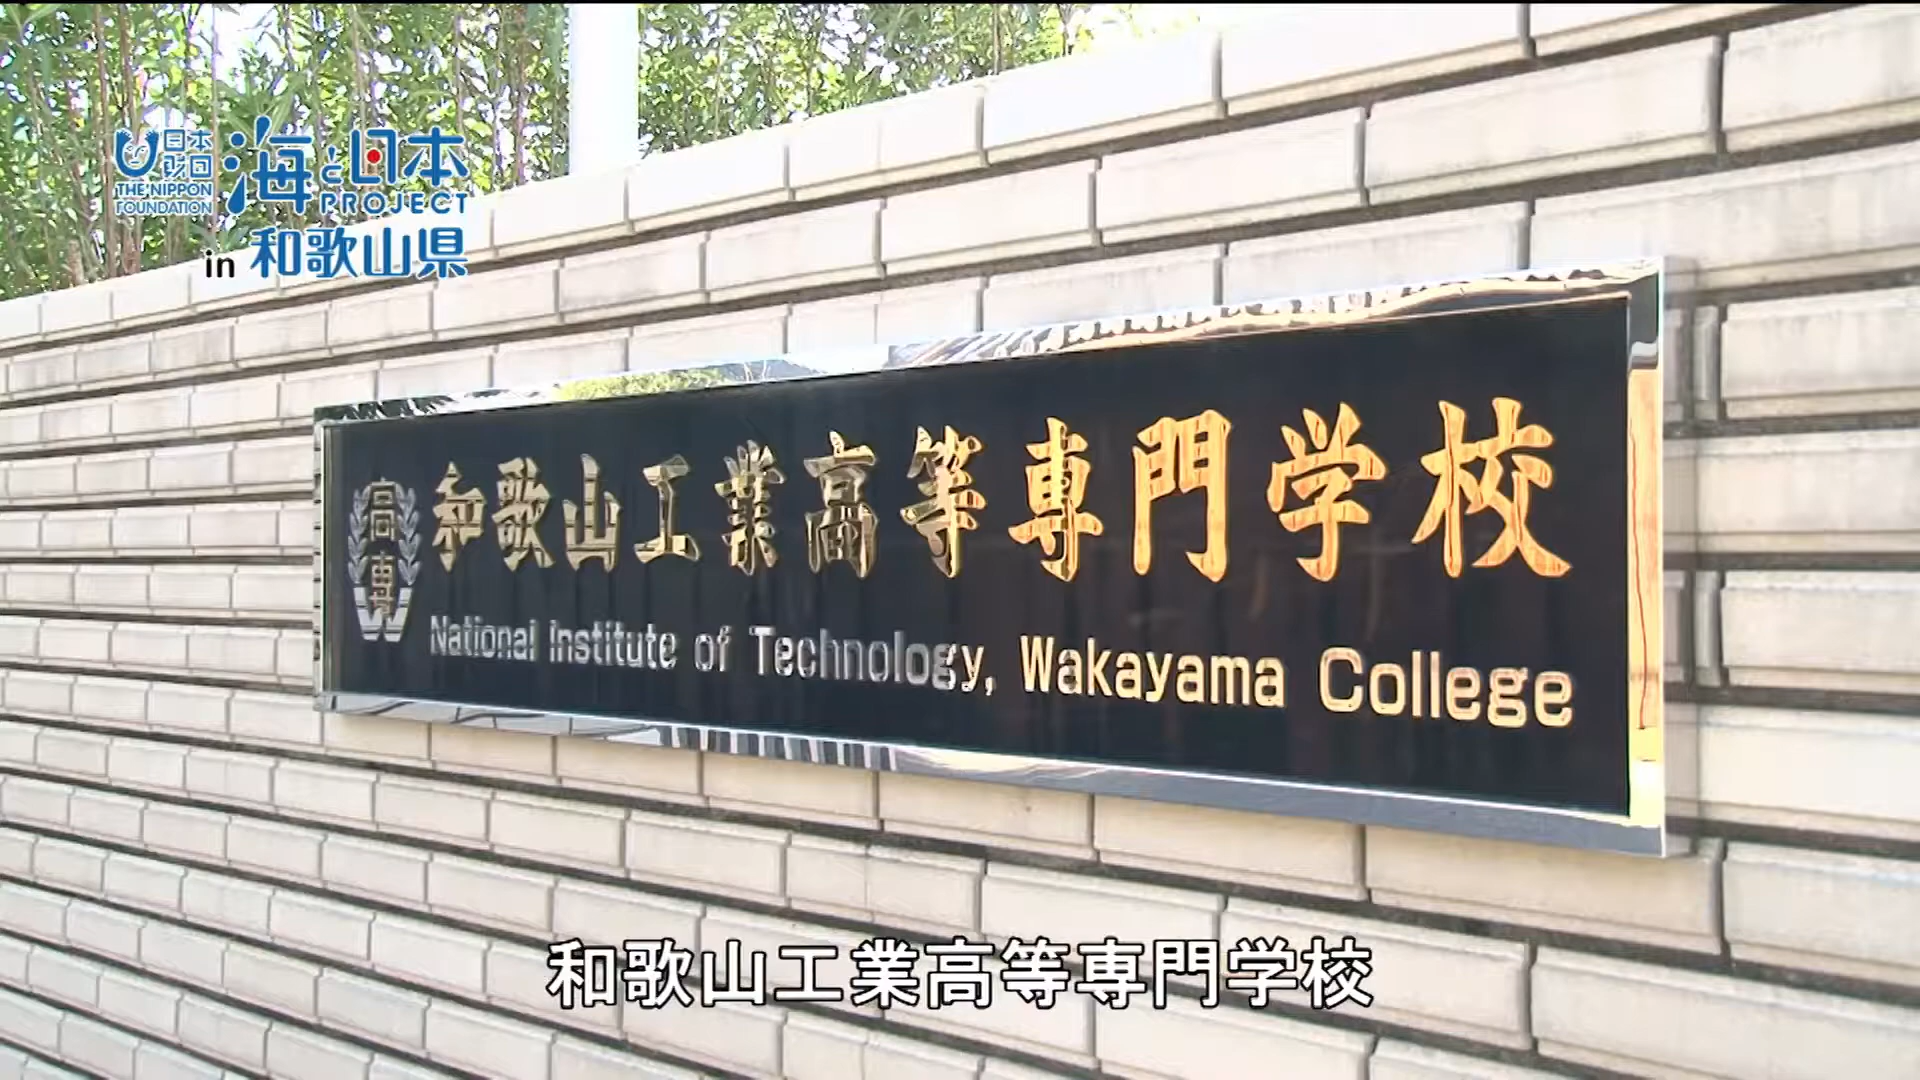 日本
財団
THE NIPPON
FOUNDATION
海と日本
PROJECT
in 和歌山県
高専
和歌山工業高等専門学校
National Institute of Technology, Wakayama College
和歌山工業高等専門学校